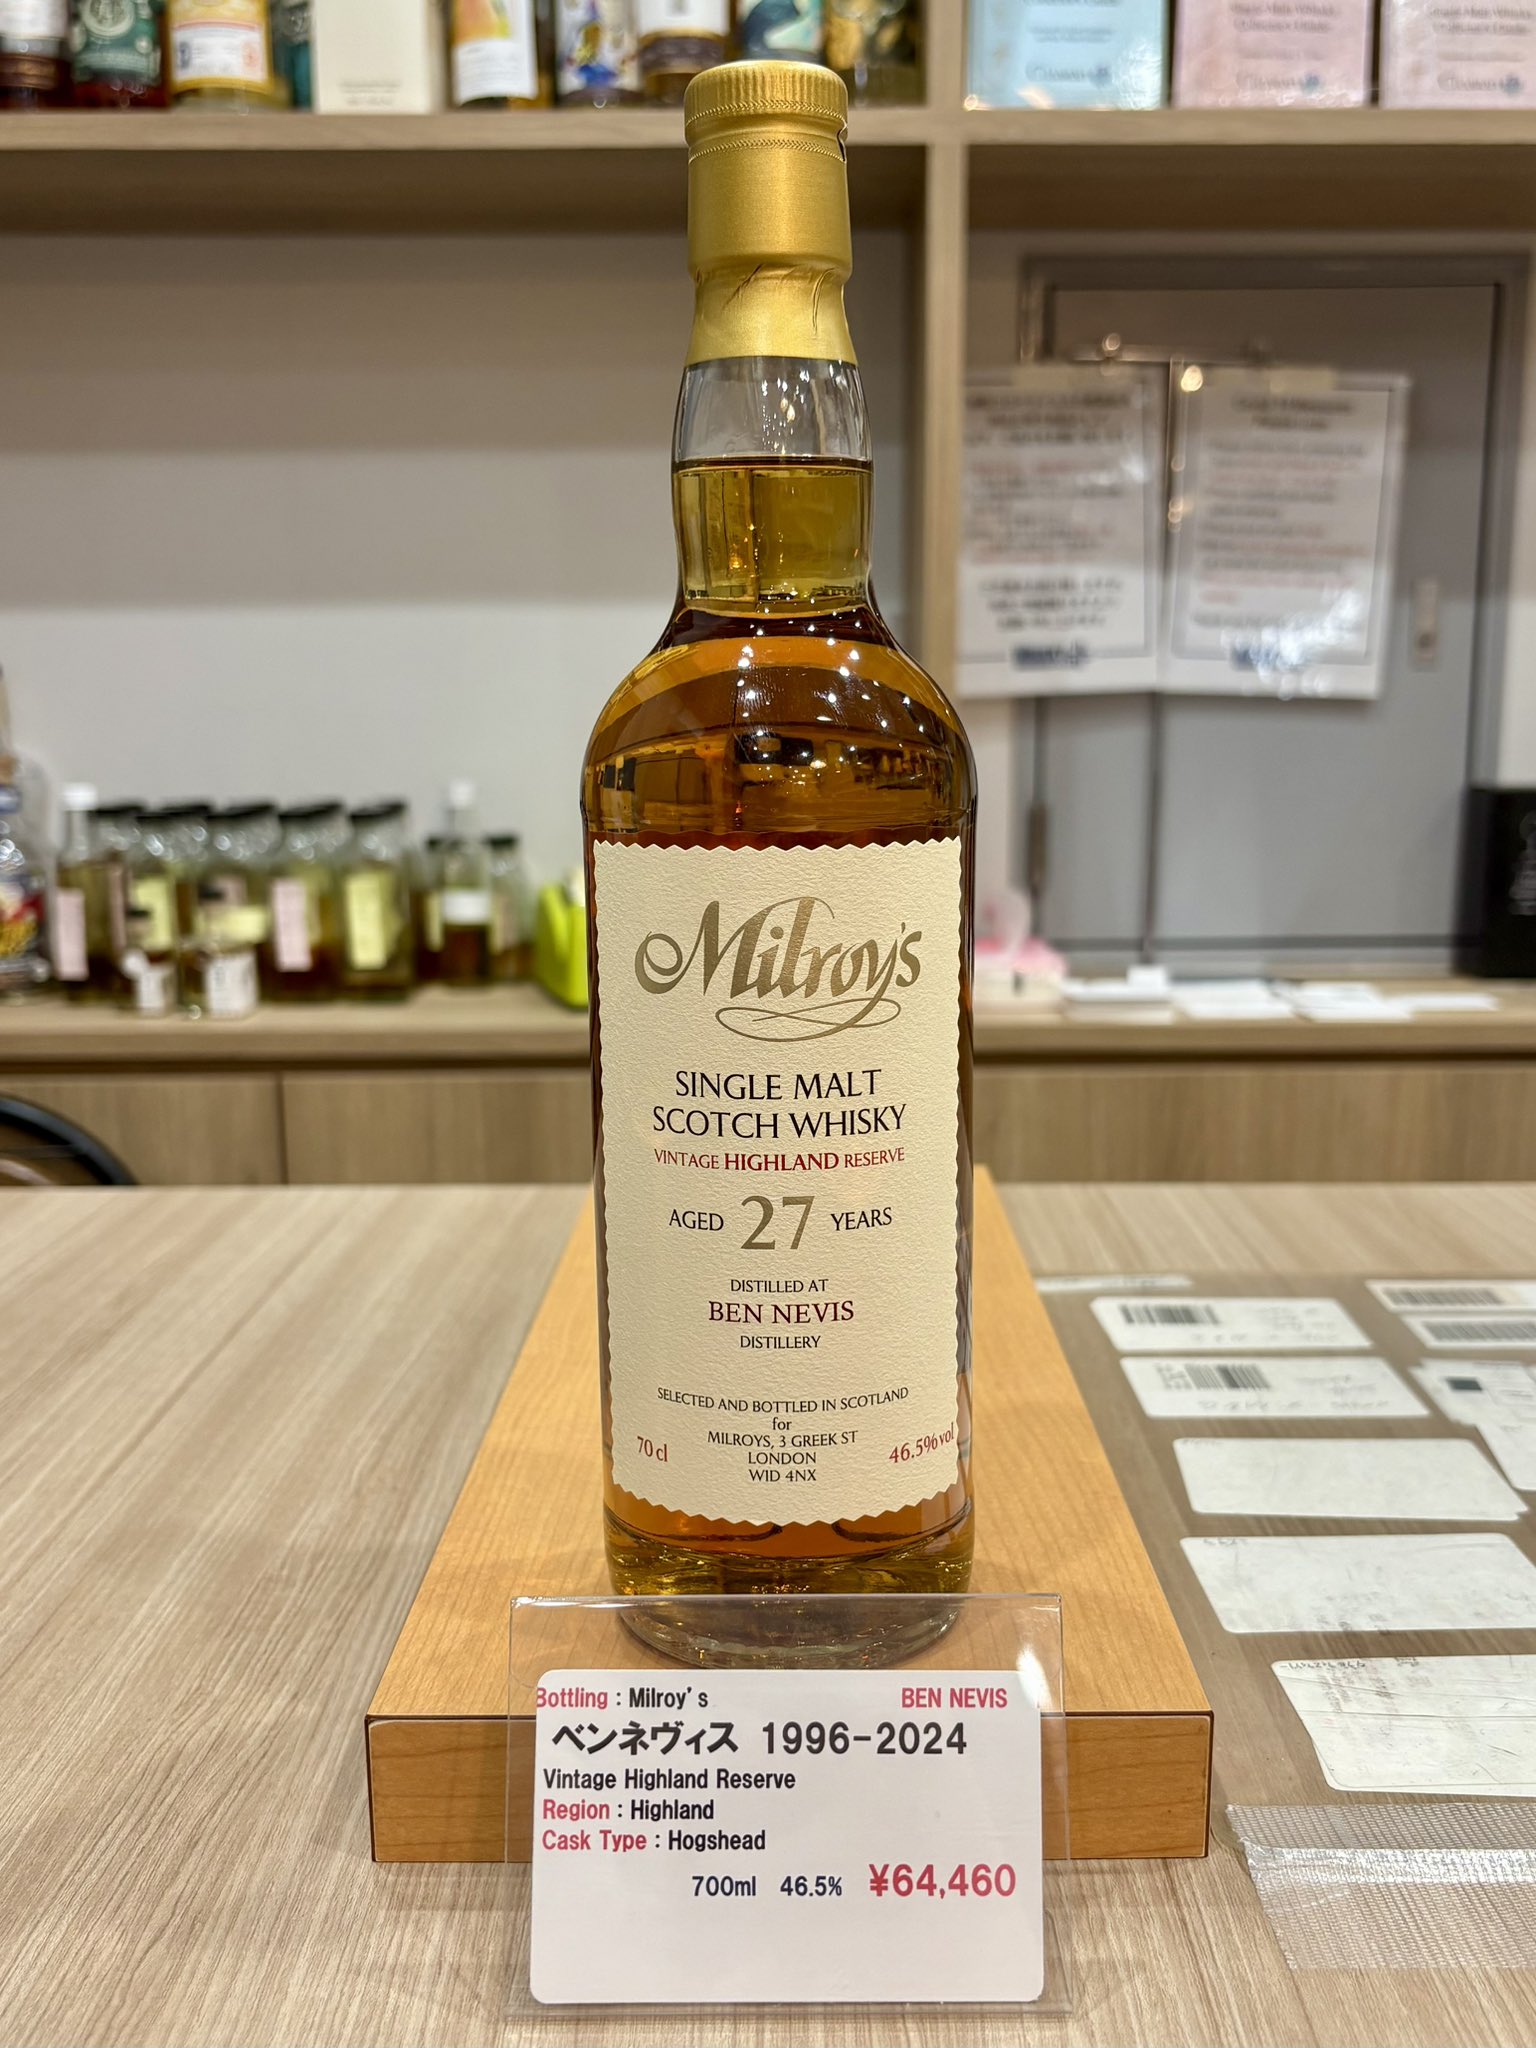 Milroy's
SINGLE MALT
SCOTCH WHISKY
VINTAGE HIGHLAND RESERVE
AGED 27 YEARS
DISTILLED AT
BEN NEVIS
DISTILLERY
SELECTED AND BOTTLED IN SCOTLAND
for
MILROYS, 3 GREEK ST
LONDON
W1D 4NX
70 cl
46.5%vol
Bottling：Milroy's BEN NEVIS
ベンネヴィス 1996-2024
Vintage Highland Reserve
Region：Highland
Cask Type：Hogshead
700ml 46.5% ¥64,460